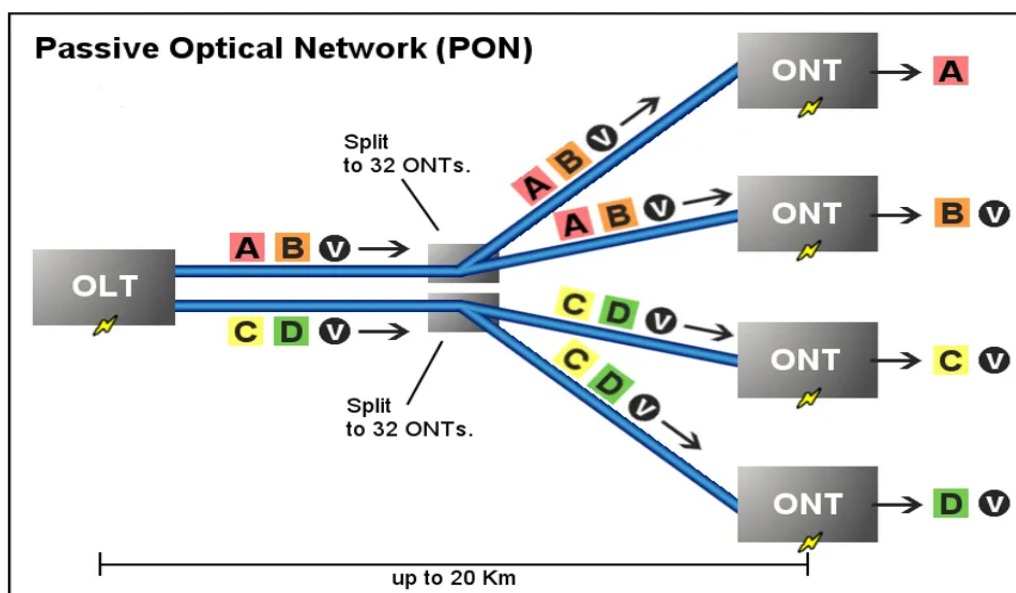 Passive Optical Network (PON)
ONT
A
Split
to 32 ONTs.
A B V
ONT
B V
A B V
A B V
OLT
C D V
C D V
ONT
C V
C D V
Split
to 32 ONTs.
ONT
D V
up to 20 Km